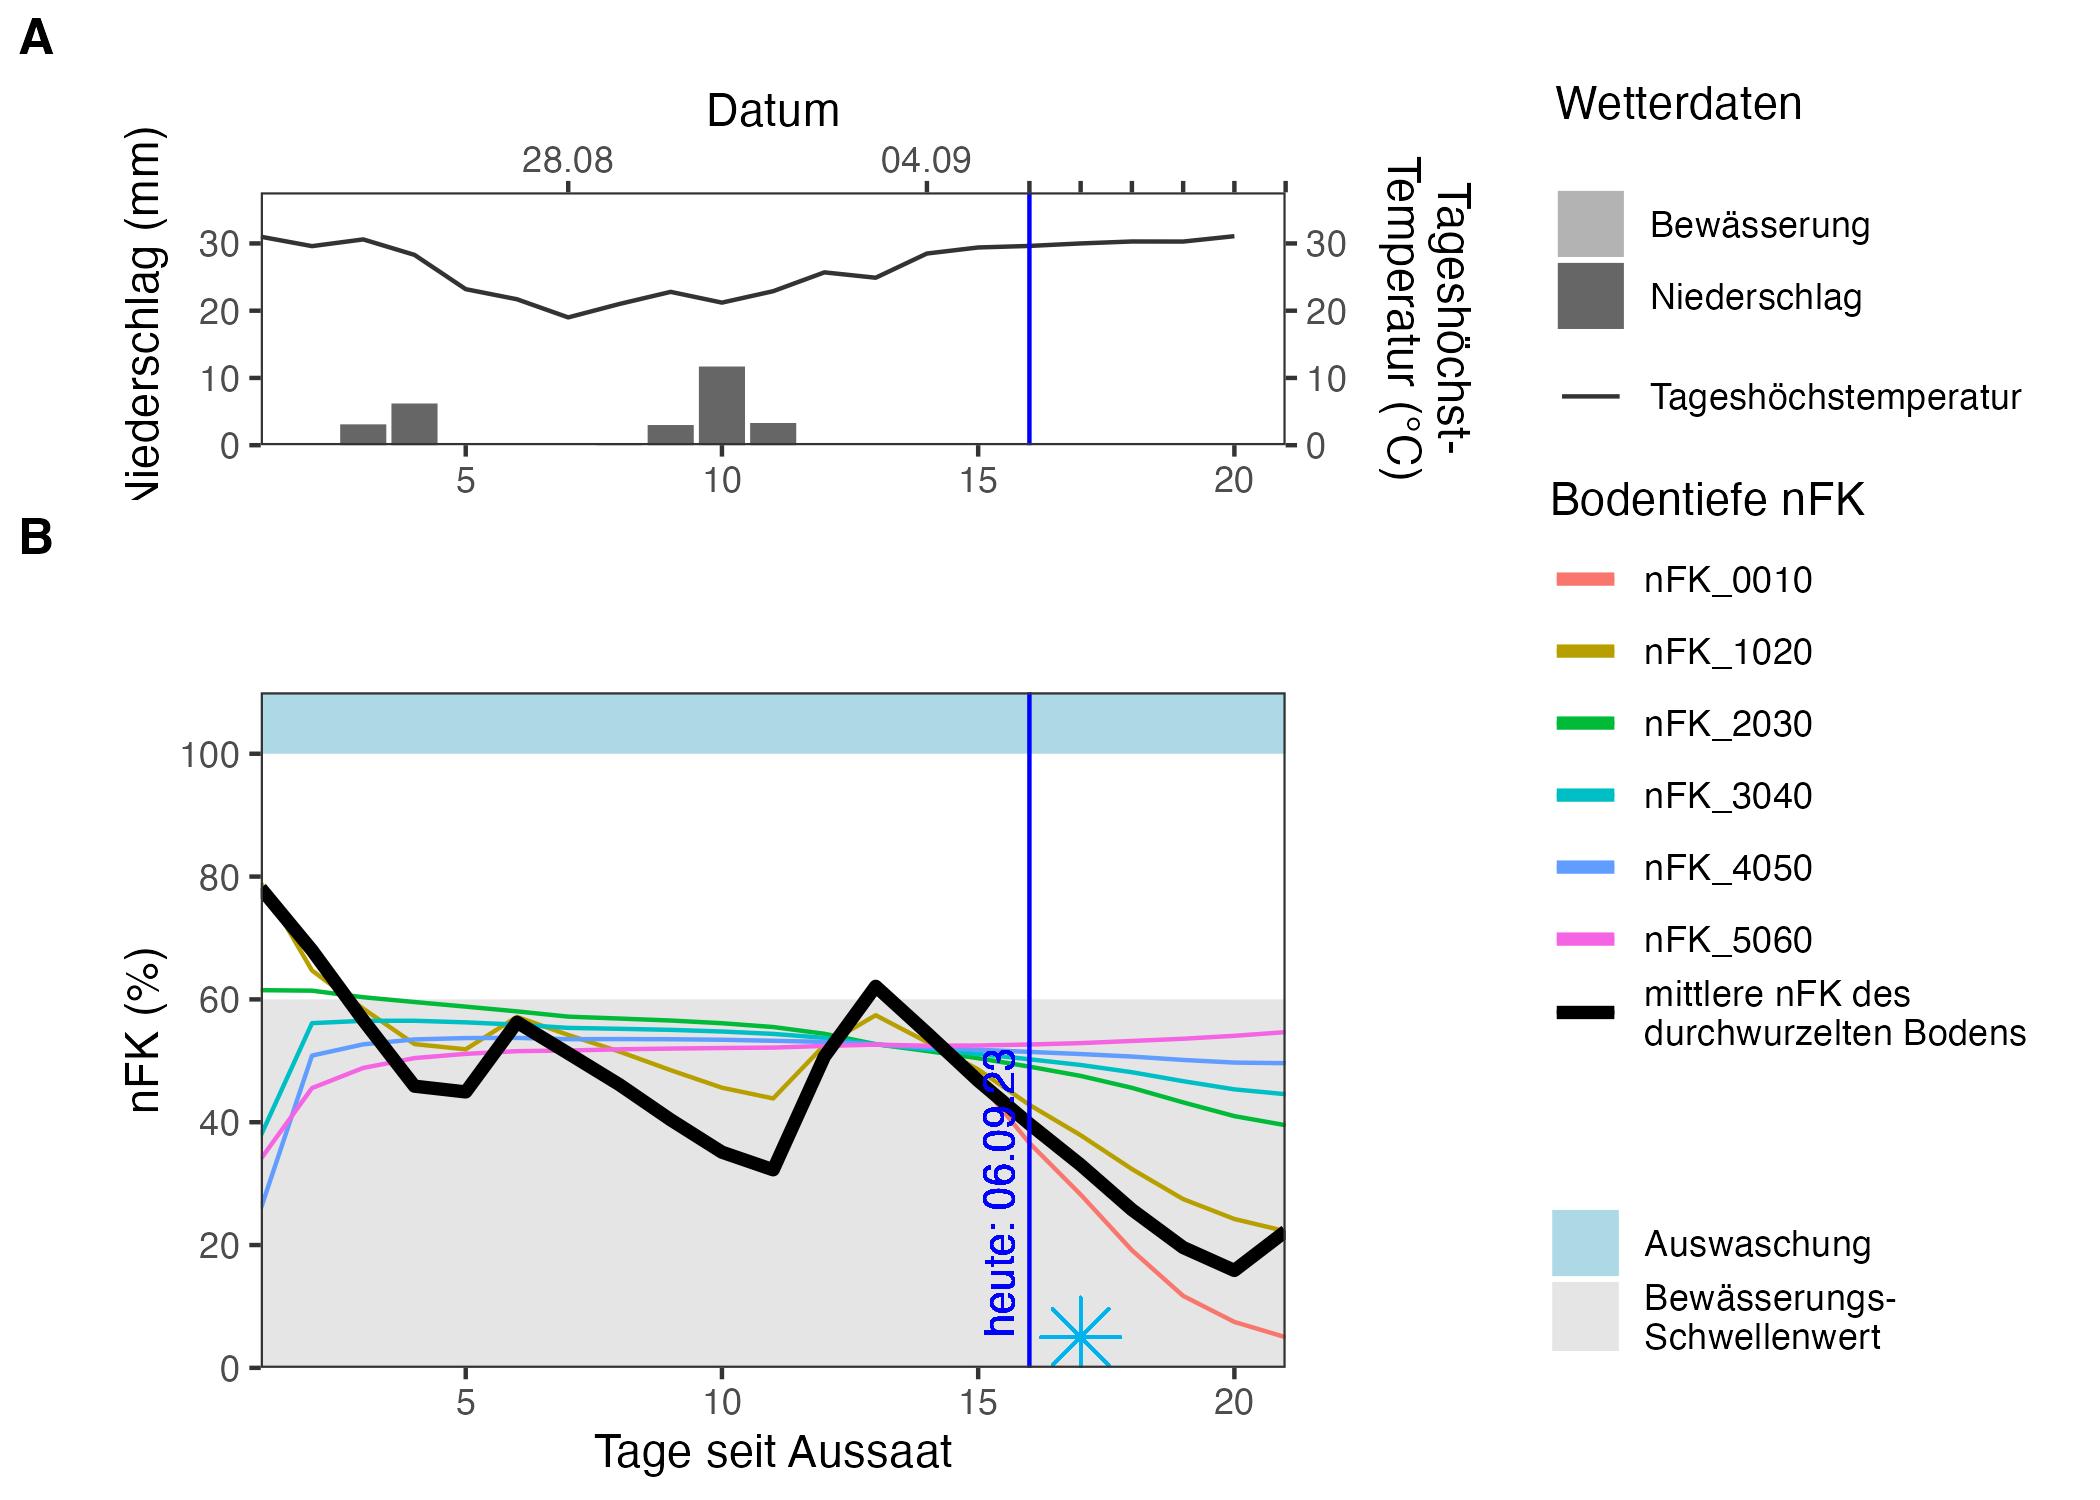 A
Datum
28.08
04.09
Niederschlag (mm)
30
20
10
0
30
20
10
0
Tageshöchst-
Temperatur (°C)
5
10
15
20
Wetterdaten
Bewässerung
Niederschlag
Tageshöchstemperatur
Bodentiefe nFK
nFK_0010
nFK_1020
nFK_2030
nFK_3040
nFK_4050
nFK_5060
mittlere nFK des
durchwurzelten Bodens
Auswaschung
Bewässerungs-
Schwellenwert
B
nFK (%)
100
80
60
40
20
0
heute: 06.09.23
5
10
15
20
Tage seit Aussaat